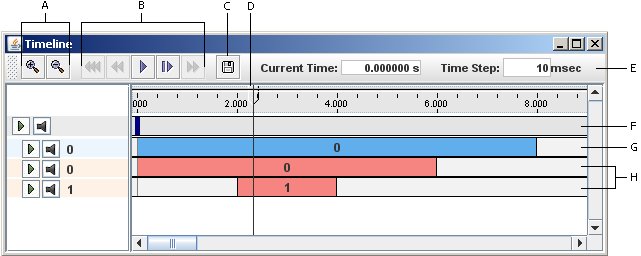 A B C D
Timeline
Current Time: 0.000000 s Time Step: 10 msec E
.000 2.000 4.000 6.000 8.000
F
0 0 G
0 0 H
1 1